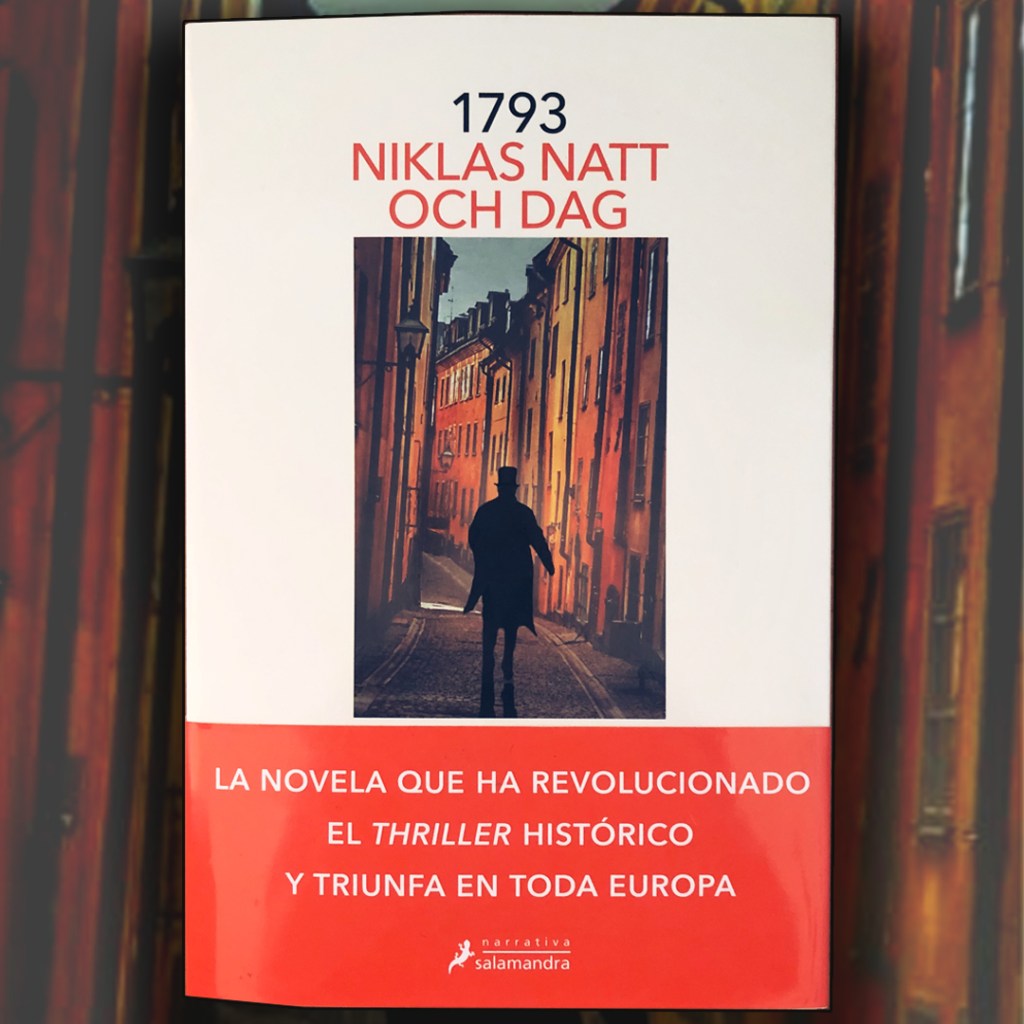 1793
NIKLAS NATT
OCH DAG
LA NOVELA QUE HA REVOLUCIONADO
EL THRILLER HISTÓRICO
Y TRIUNFA EN TODA EUROPA
narrativa
salamandra